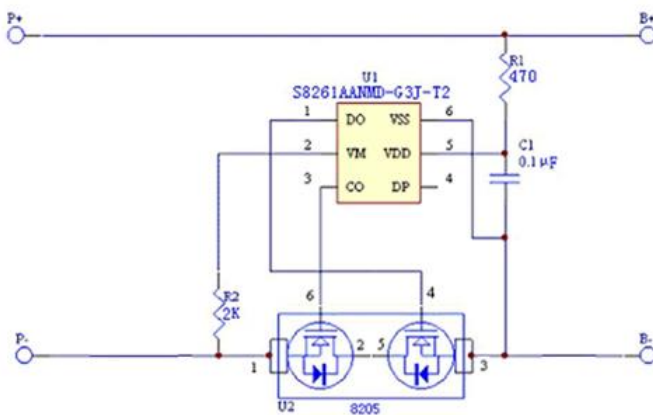 P+
B+
R1
470
U1
S8261AANMD-G3J-T2
1
DO
VSS
6
2
VM
VDD
5
C1
0.1μF
3
CO
DP
4
R2
2K
6
4
P-
B-
1
2
5
3
U2
8205